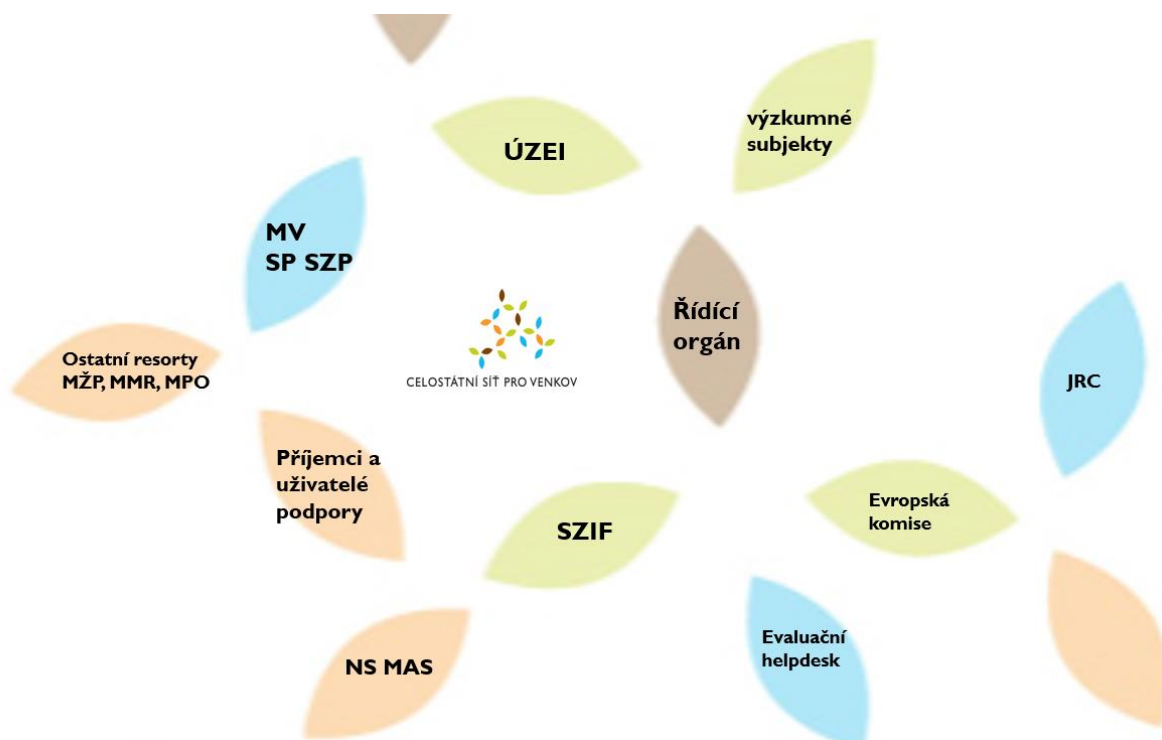 výzkumné
subjekty
ÚZEI
MV
SP SZP
Řídící
orgán
Ostatní resorty
MŽP, MMR, MPO
CELOSTÁTNÍ SÍŤ PRO VENKOV
JRC
Příjemci a
uživatelé
podpory
SZIF
Evropská
komise
Evaluační
helpdesk
NS MAS